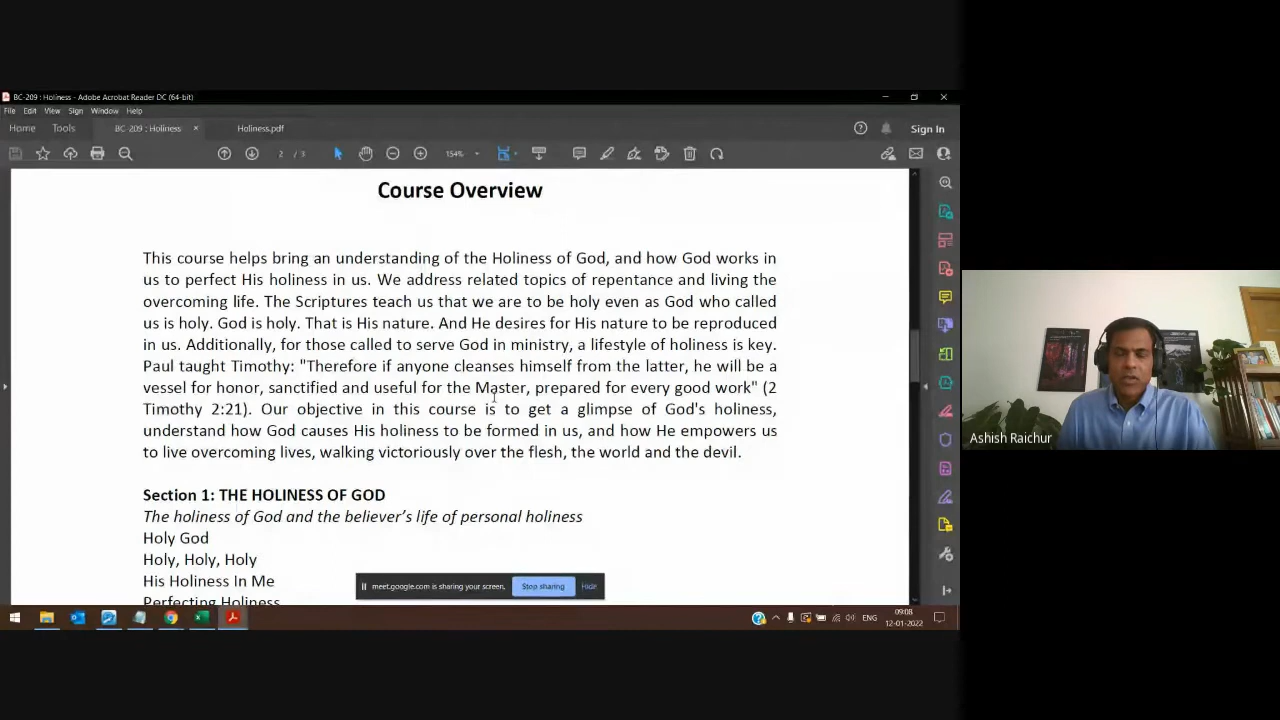 BC-209 : Holiness - Adobe Acrobat Reader DC (64-bit)
File Edit View Sign Window Help
Home Tools BC-209 : Holiness × Holiness.pdf Sign In
2 / 3 154%
Course Overview
This course helps bring an understanding of the Holiness of God, and how God works in
us to perfect His holiness in us. We address related topics of repentance and living the
overcoming life. The Scriptures teach us that we are to be holy even as God who called
us is holy. God is holy. That is His nature. And He desires for His nature to be reproduced
in us. Additionally, for those called to serve God in ministry, a lifestyle of holiness is key.
Paul taught Timothy: "Therefore if anyone cleanses himself from the latter, he will be a
vessel for honor, sanctified and useful for the Master, prepared for every good work" (2
Timothy 2:21). Our objective in this course is to get a glimpse of God's holiness,
understand how God causes His holiness to be formed in us, and how He empowers us
to live overcoming lives, walking victoriously over the flesh, the world and the devil.
Section 1: THE HOLINESS OF GOD
The holiness of God and the believer's life of personal holiness
Holy God
Holy, Holy, Holy
His Holiness In Me
Perfecting Holiness
meet.google.com is sharing your screen. Stop sharing Hide
ENG 09:08
12-01-2022
Ashish Raichur